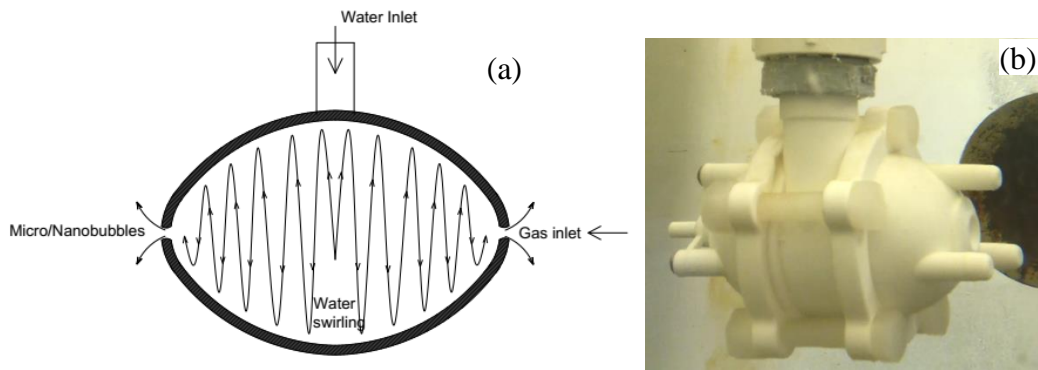 Water Inlet
(a)
(b)
Micro/Nanobubbles
Gas inlet
Water
swirling